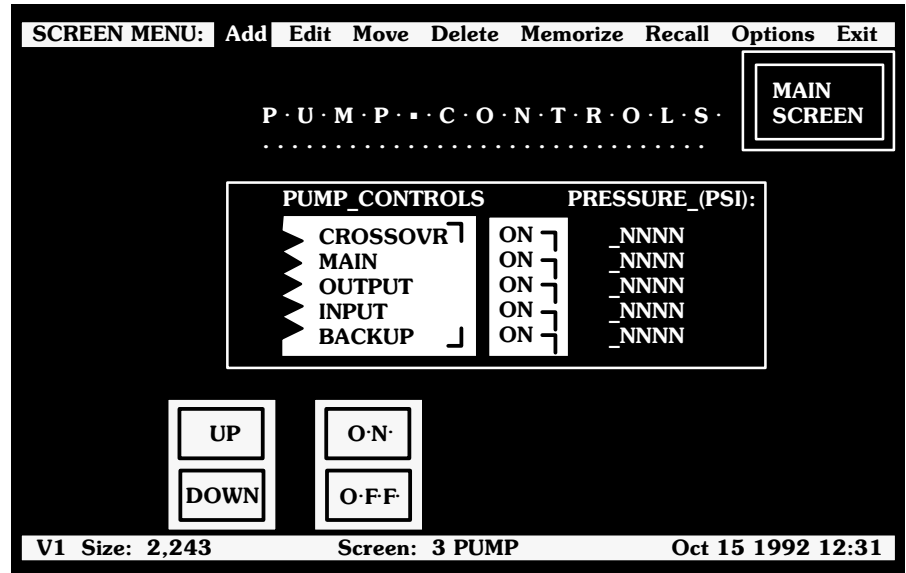 SCREEN MENU: Add Edit Move Delete Memorize Recall Options Exit
MAIN
SCREEN
P·U·M·P·▪·C·O·N·T·R·O·L·S·
...............................
PUMP_CONTROLS PRESSURE_(PSI):
CROSSOVR ON _NNNN
MAIN ON _NNNN
OUTPUT ON _NNNN
INPUT ON _NNNN
BACKUP ON _NNNN
UP O·N·
DOWN O·F·F·
V1 Size: 2,243 Screen: 3 PUMP Oct 15 1992 12:31